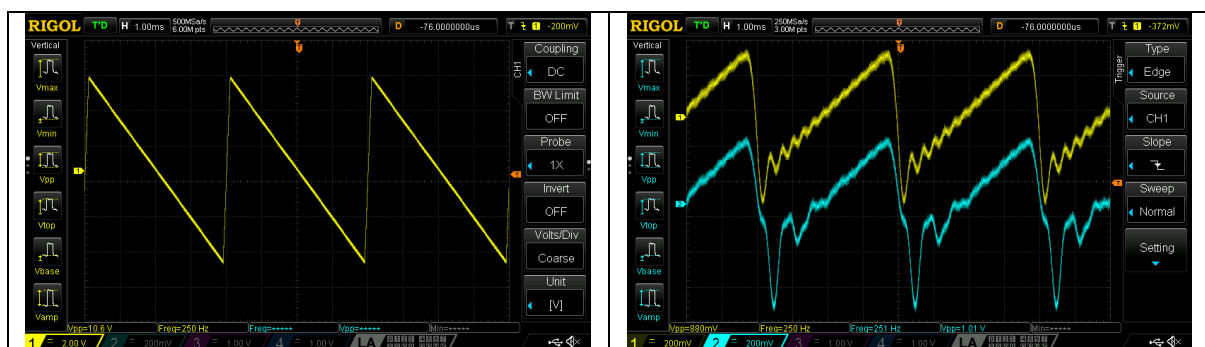 RIGOL T'D H 1.00ms 500MSa/s 6.00M pts D -76.0000000us T 1 -200mV
Vertical
Vmax
Vmin
Vpp
Vtop
Vbase
Vamp
CH1
Coupling
DC
BW Limit
OFF
Probe
1X
Invert
OFF
Volts/Div
Coarse
Unit
[V]
Vpp=10.6 V Freq=250 Hz Freq=***** Vpp=***** Min=*****
1 = 2.00 V 2 = 200mV 3 = 1.00 V 4 = 1.00 V LA
RIGOL T'D H 1.00ms 250MSa/s 3.00M pts D -76.0000000us T 1 -372mV
Vertical
Vmax
Vmin
Vpp
Vtop
Vbase
Vamp
Trigger
Type
Edge
Source
CH1
Slope
Sweep
Normal
Setting
Vpp=880mV Freq=250 Hz Freq=251 Hz Vpp=1.01 V Min=*****
1 = 200mV 2 = 200mV 3 = 1.00 V 4 = 1.00 V LA